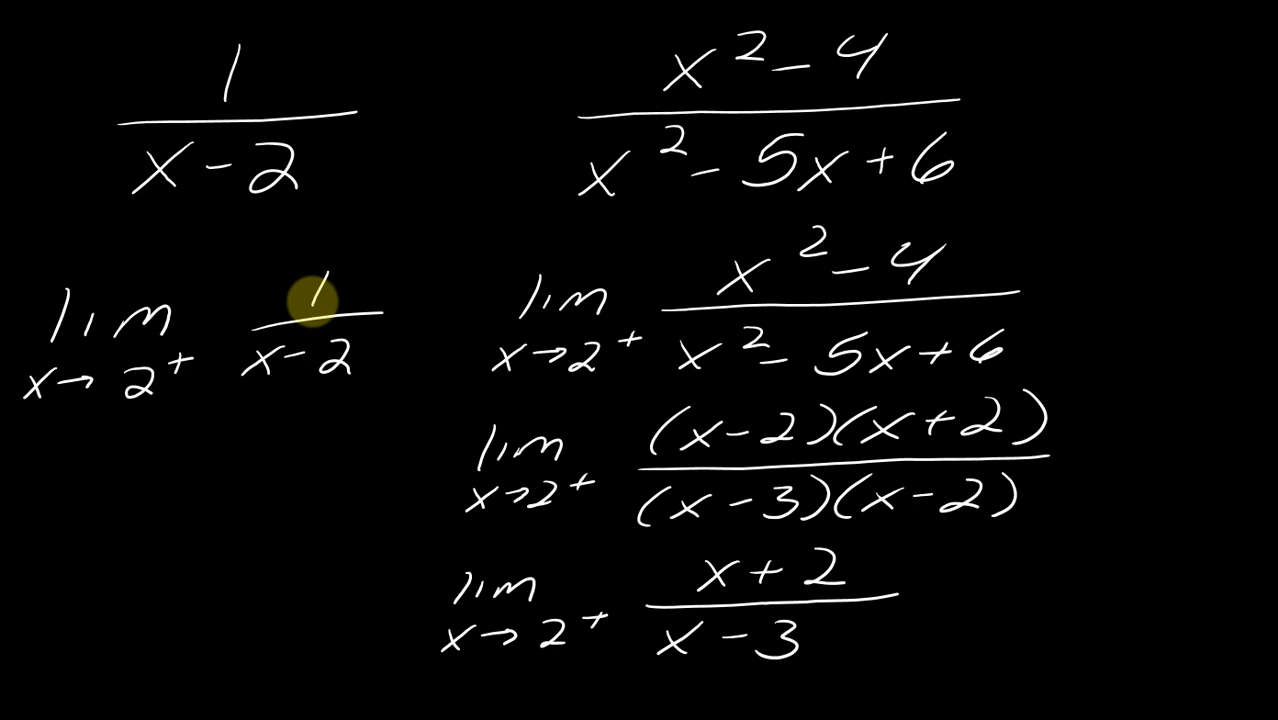 1/(x-2)
(x²-4)/(x²-5x+6)
lim x→2⁺ 1/(x-2)
lim x→2⁺ (x²-4)/(x²-5x+6)
lim x→2⁺ (x-2)(x+2)/(x-3)(x-2)
lim x→2⁺ (x+2)/(x-3)